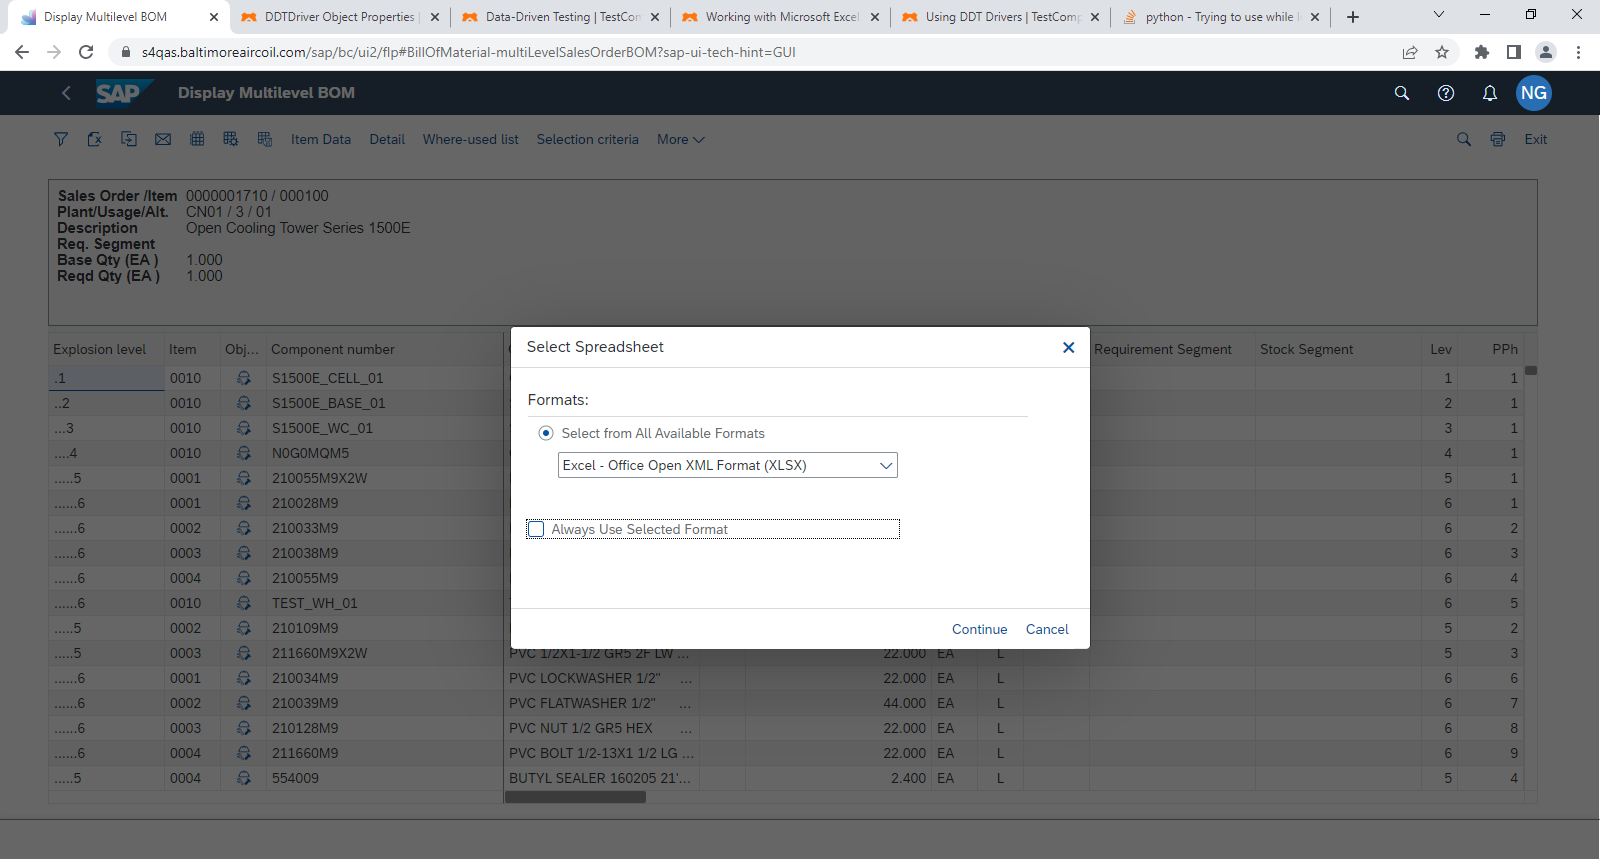 Display Multilevel BOM
DDTDriver Object Properties |
Data-Driven Testing | TestCom
Working with Microsoft Excel
Using DDT Drivers | TestComp
python - Trying to use while l
s4qas.baltimoreaircoil.com/sap/bc/ui2/flp#BillOfMaterial-multiLevelSalesOrderBOM?sap-ui-tech-hint=GUI
SAP Display Multilevel BOM NG
Item Data Detail Where-used list Selection criteria More Exit
Sales Order /Item 0000001710 / 000100
Plant/Usage/Alt. CN01 / 3 / 01
Description Open Cooling Tower Series 1500E
Req. Segment
Base Qty (EA ) 1.000
Reqd Qty (EA ) 1.000
Explosion level Item Obj... Component number Requirement Segment Stock Segment Lev PPh
.1 0010 S1500E_CELL_01 1 1
..2 0010 S1500E_BASE_01 2 1
...3 0010 S1500E_WC_01 3 1
....4 0010 N0G0MQM5 4 1
.....5 0001 210055M9X2W 5 1
......6 0001 210028M9 6 1
......6 0002 210033M9 6 2
......6 0003 210038M9 6 3
......6 0004 210055M9 6 4
......6 0010 TEST_WH_01 6 5
.....5 0002 210109M9 5 2
.....5 0003 211660M9X2W PVC 1/2X1-1/2 GR5 2F LW ... 22.000 EA L 5 3
......6 0001 210034M9 PVC LOCKWASHER 1/2" ... 22.000 EA L 6 6
......6 0002 210039M9 PVC FLATWASHER 1/2" ... 44.000 EA L 6 7
......6 0003 210128M9 PVC NUT 1/2 GR5 HEX ... 22.000 EA L 6 8
......6 0004 211660M9 PVC BOLT 1/2-13X1 1/2 LG ... 22.000 EA L 6 9
.....5 0004 554009 BUTYL SEALER 160205 21'... 2.400 EA L 5 4
Select Spreadsheet
Formats:
Select from All Available Formats
Excel - Office Open XML Format (XLSX)
Always Use Selected Format
Continue Cancel